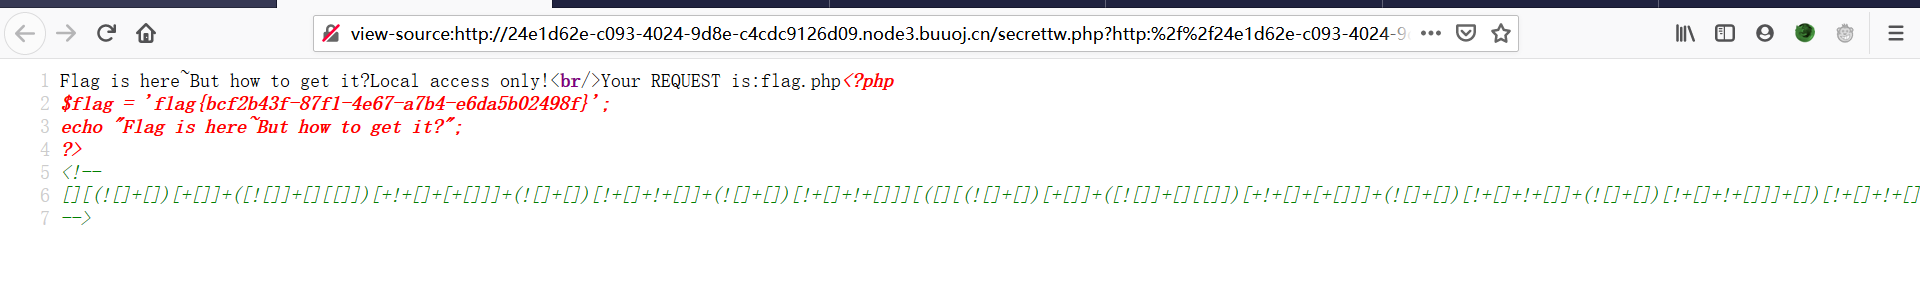 view-source:http://24e1d62e-c093-4024-9d8e-c4cdc9126d09.node3.buuoj.cn/secrettw.php?http:%2f%2f24e1d62e-c093-4024-9
1 Flag is here~But how to get it?Local access only!<br/>Your REQUEST is:flag.php<?php
2 $flag = 'flag{bcf2b43f-87f1-4e67-a7b4-e6da5b02498f}';
3 echo "Flag is here~But how to get it?";
4 ?>
5 <!--
6 [][(![]+[])[+[]]+([![]]+[][[]])[+!+[]+[+[]]]+(![]+[])[!+[]+!+[]]+(![]+[])[!+[]+!+[]]][([][(![]+[])[+[]]+([![]]+[][[]])[+!+[]+[+[]]]+(![]+[])[!+[]+!+[]]+(![]+[])[!+[]+!+[]]]+[])[!+[]+!+[]
7 -->